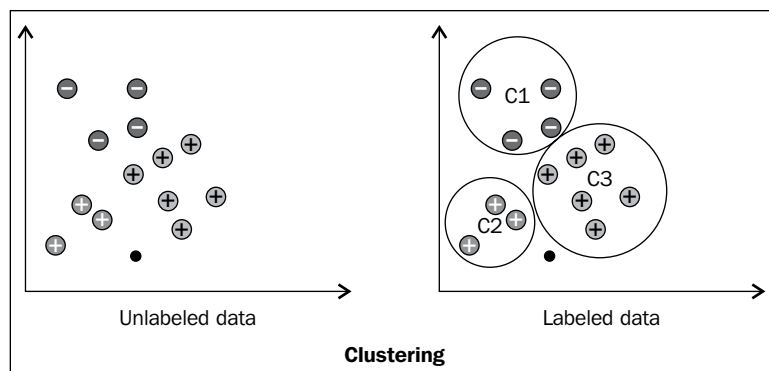 C1
C3
C2
Unlabeled data
Labeled data
Clustering